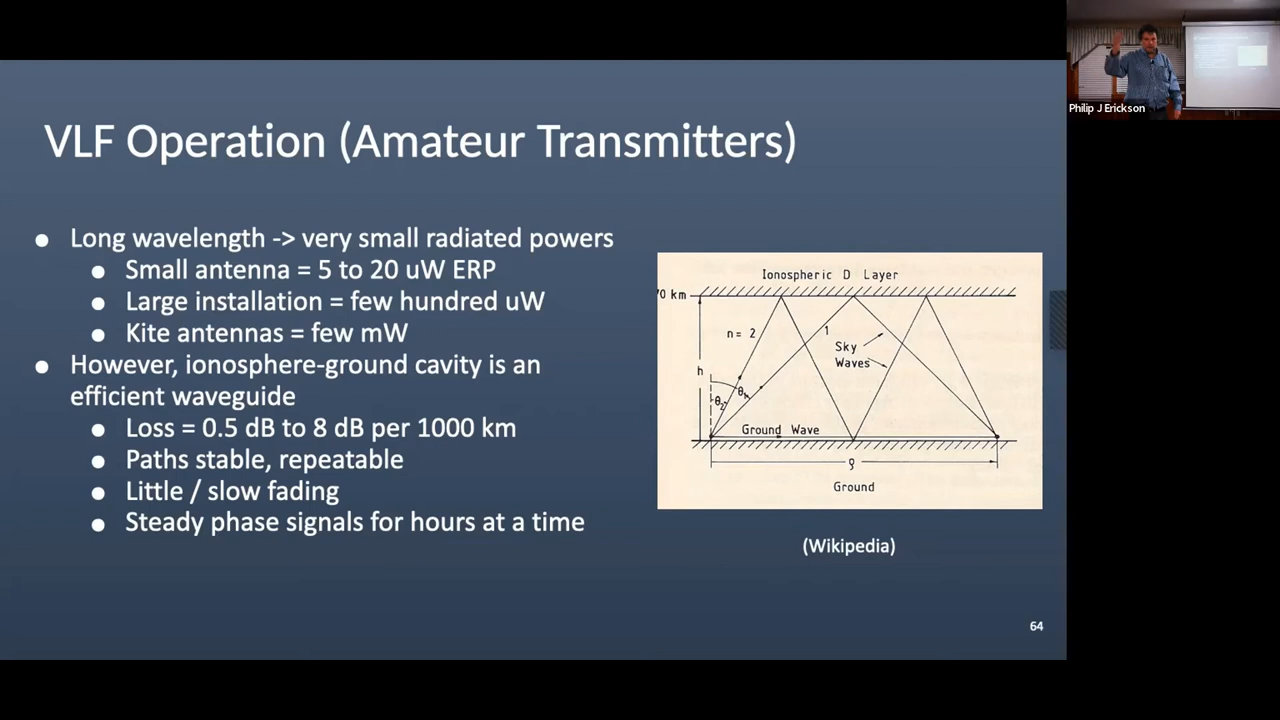 Philip J Erickson
VLF Operation (Amateur Transmitters)
● Long wavelength -> very small radiated powers
● Small antenna = 5 to 20 uW ERP
● Large installation = few hundred uW
● Kite antennas = few mW
● However, ionosphere-ground cavity is an
efficient waveguide
● Loss = 0.5 dB to 8 dB per 1000 km
● Paths stable, repeatable
● Little / slow fading
● Steady phase signals for hours at a time
Ionospheric D Layer
70 km
n = 2
1
Sky
Waves
h
θ₂
θ₁
Ground Wave
ρ
Ground
(Wikipedia)
64